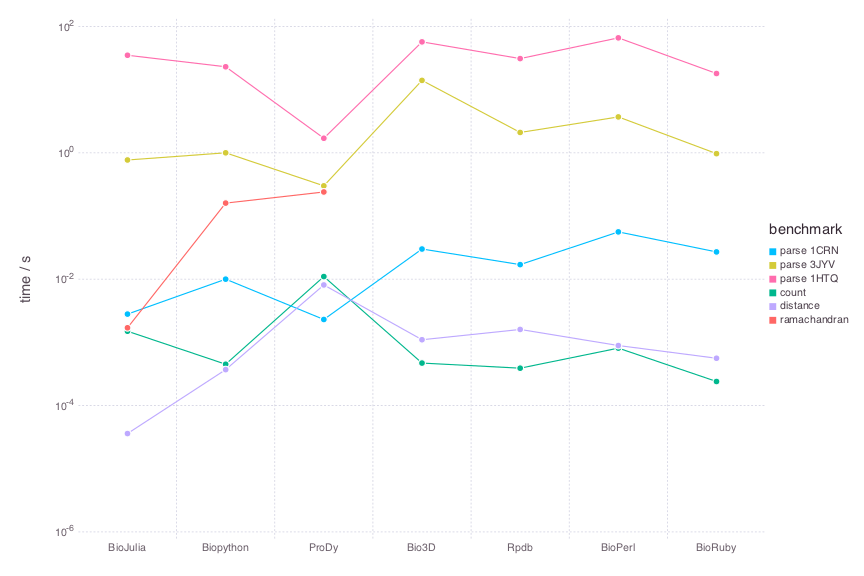 10^2
10^0
10^-2
10^-4
10^-6
time / s
BioJulia Biopython ProDy Bio3D Rpdb BioPerl BioRuby
benchmark
parse 1CRN
parse 3JYV
parse 1HTQ
count
distance
ramachandran